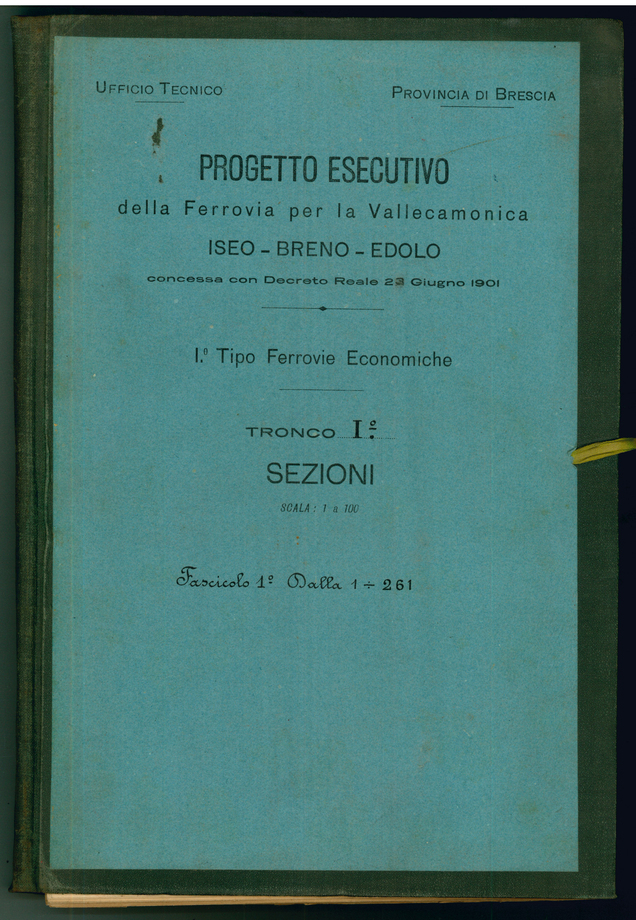 UFFICIO TECNICO
PROVINCIA DI BRESCIA
PROGETTO ESECUTIVO
della Ferrovia per la Vallecamonica
ISEO - BRENO - EDOLO
concessa con Decreto Reale 23 Giugno 1901
I.º Tipo Ferrovie Economiche
TRONCO Iº.
SEZIONI
SCALA: 1 a 100
Fascicolo 1º Dalla 1 ÷ 261